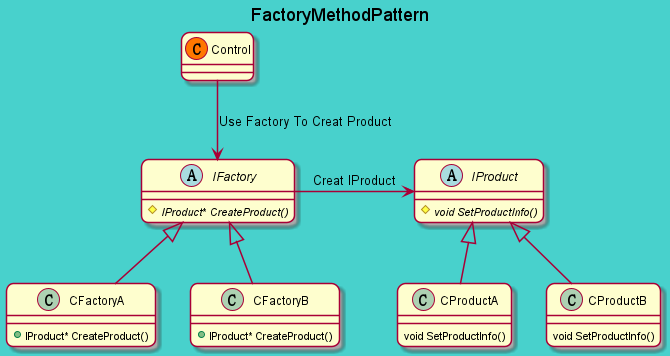 FactoryMethodPattern
C Control
Use Factory To Creat Product
A IFactory
IProduct* CreateProduct()
Creat IProduct
A IProduct
void SetProductInfo()
C CFactoryA
IProduct* CreateProduct()
C CFactoryB
IProduct* CreateProduct()
C CProductA
void SetProductInfo()
C CProductB
void SetProductInfo()